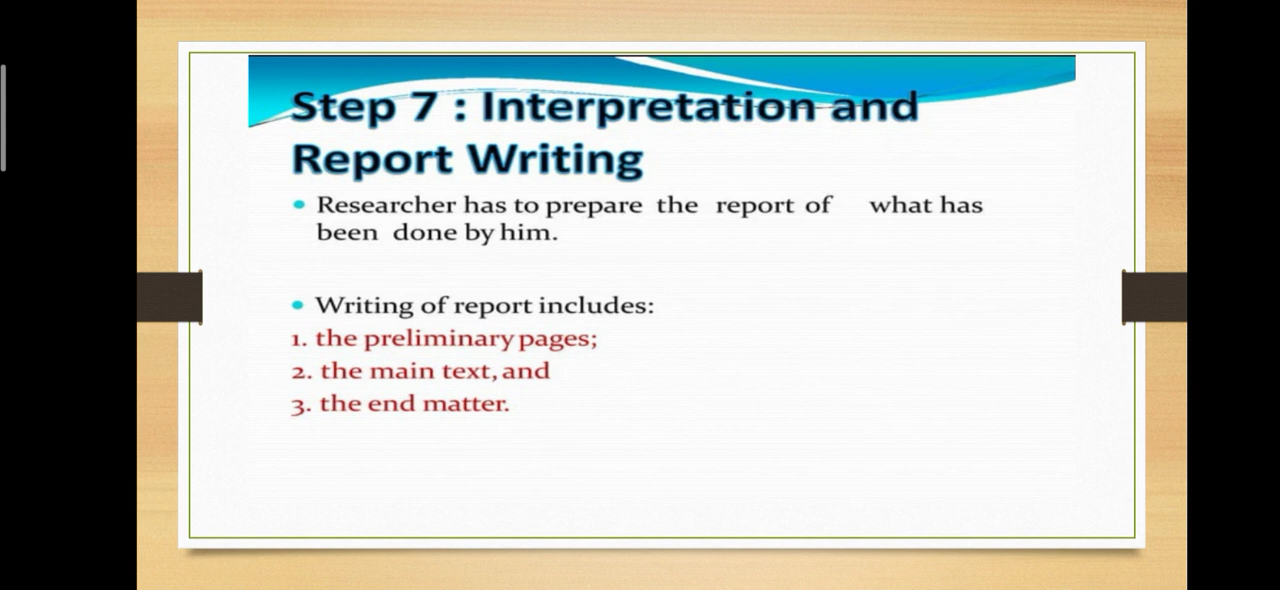 Step 7 : Interpretation and
Report Writing
• Researcher has to prepare the report of what has
been done by him.
• Writing of report includes:
1. the preliminary pages;
2. the main text, and
3. the end matter.